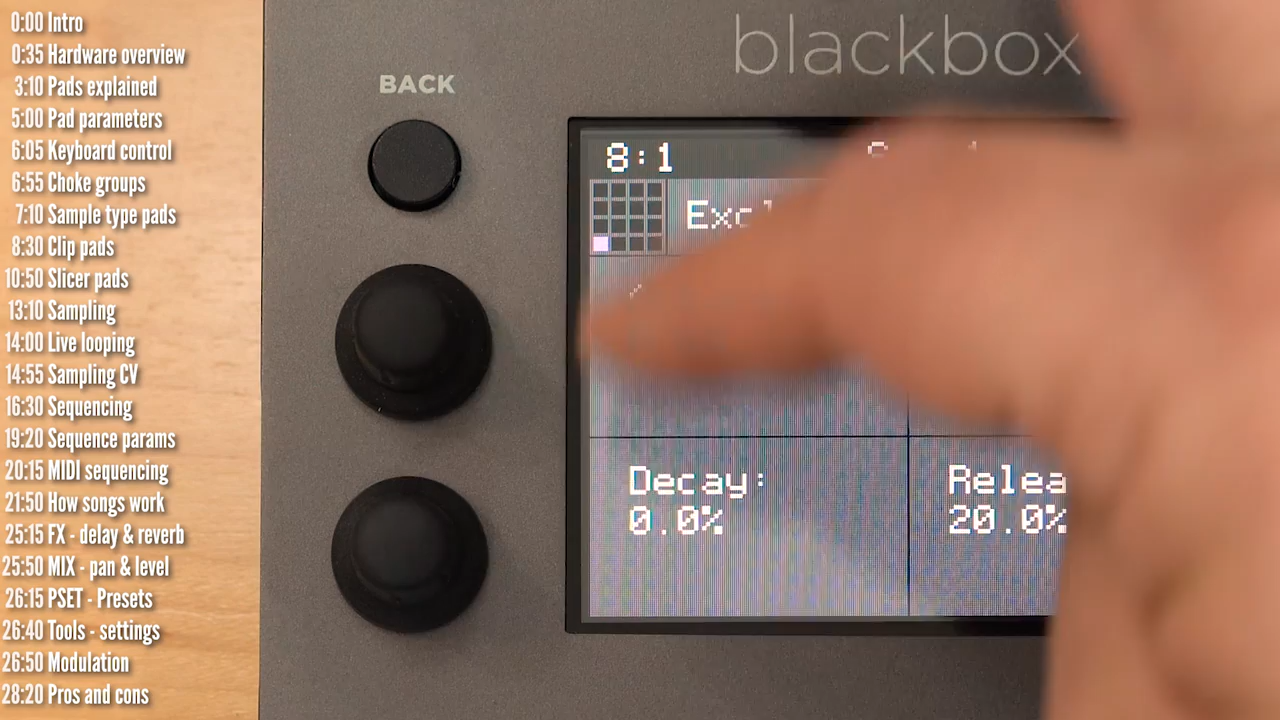 0:00 Intro
0:35 Hardware overview
3:10 Pads explained
5:00 Pad parameters
6:05 Keyboard control
6:55 Choke groups
7:10 Sample type pads
8:30 Clip pads
10:50 Slicer pads
13:10 Sampling
14:00 Live looping
14:55 Sampling CV
16:30 Sequencing
19:20 Sequence params
20:15 MIDI sequencing
21:50 How songs work
25:15 FX - delay & reverb
25:50 MIX - pan & level
26:15 PSET - Presets
26:40 Tools - settings
26:50 Modulation
28:20 Pros and cons
BACK
blackbox
8:1
Decay:
0.0%
20.0%